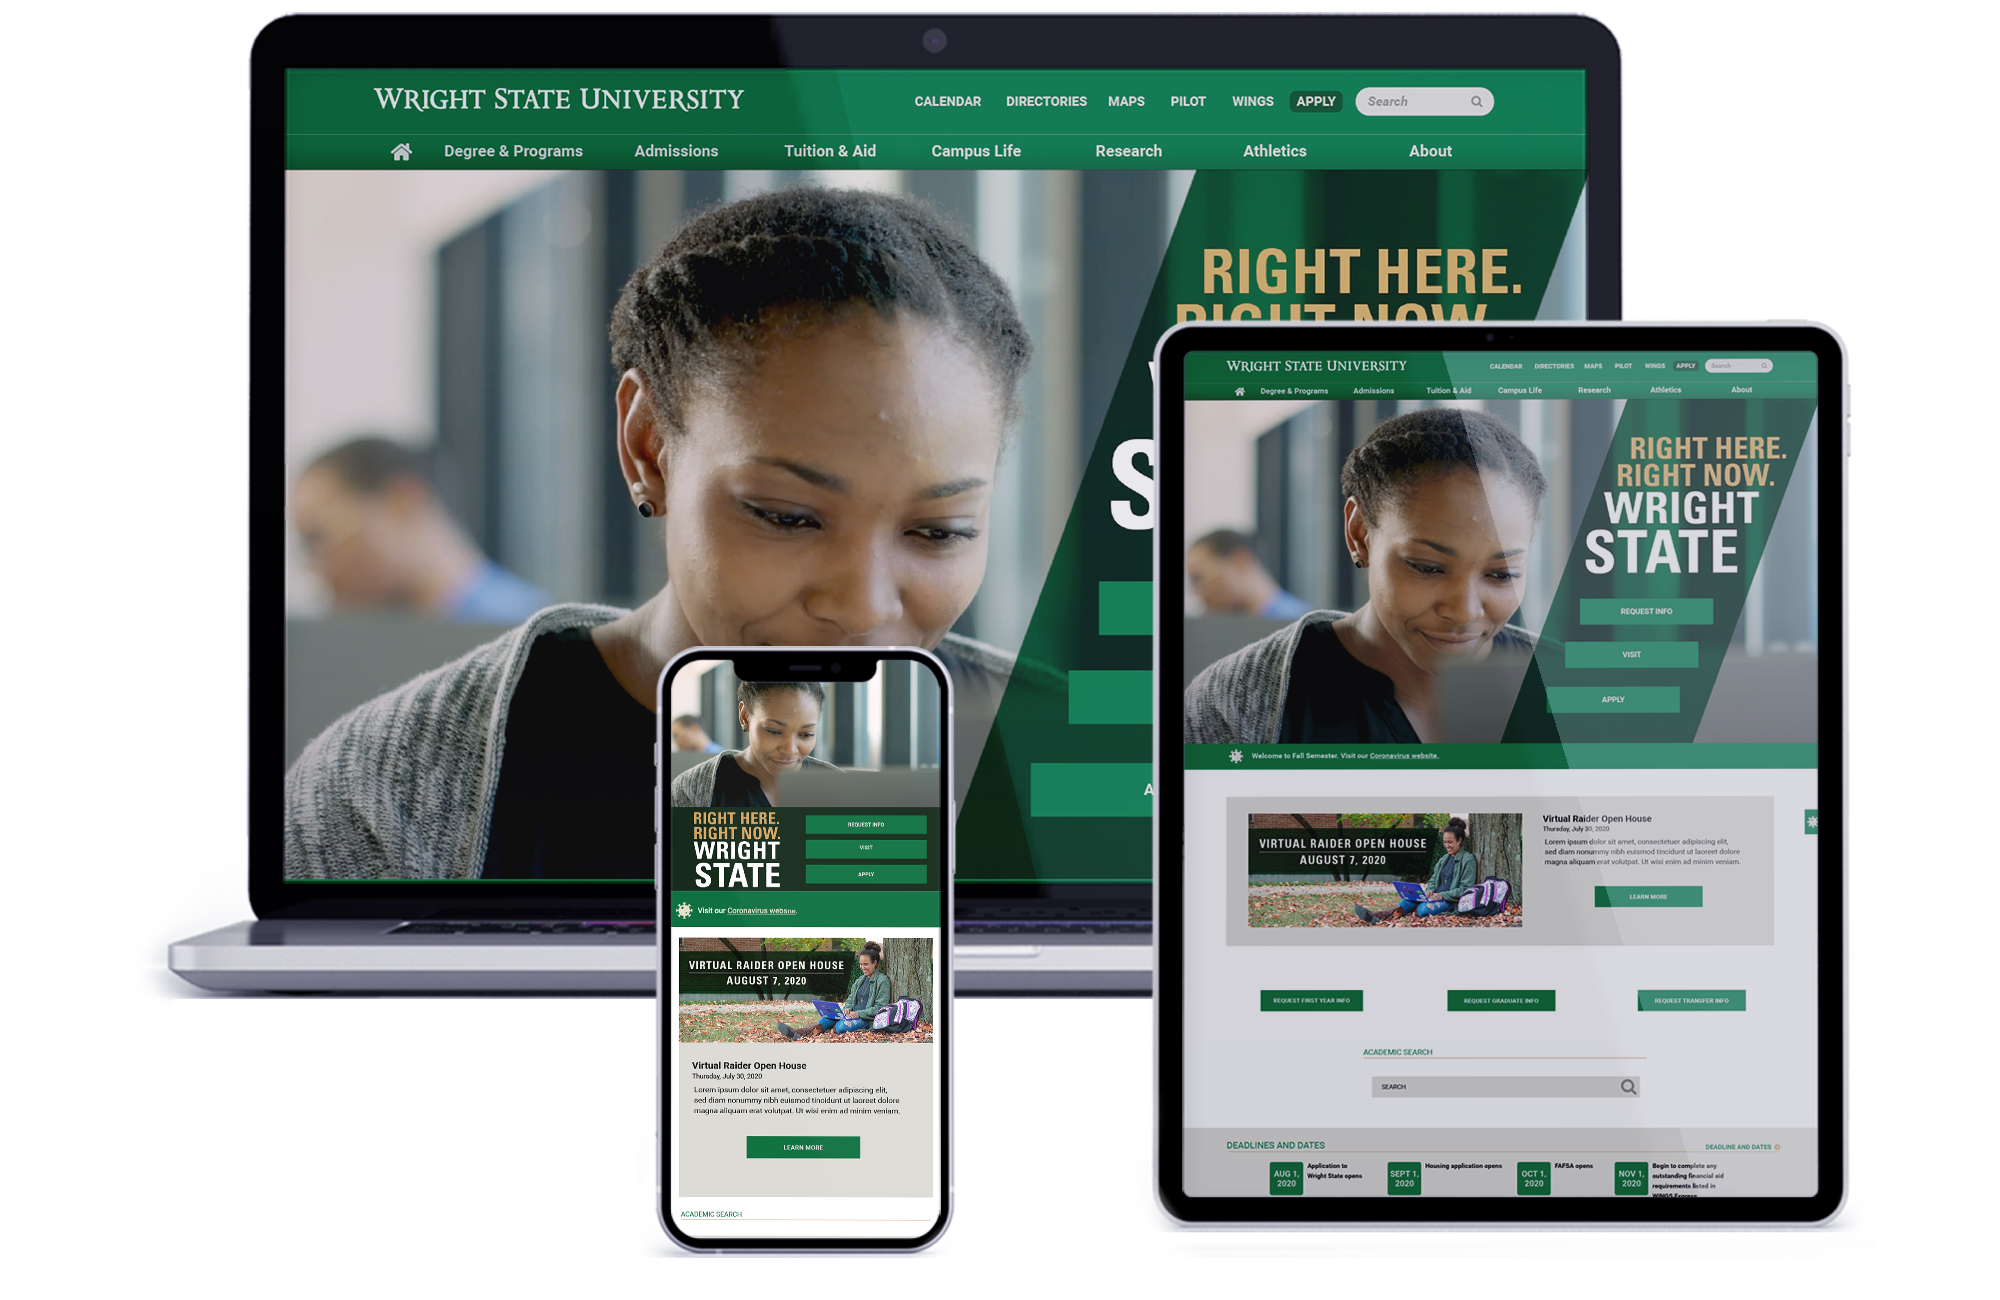 WRIGHT STATE UNIVERSITY
CALENDAR DIRECTORIES MAPS PILOT WINGS APPLY Search
Degree & Programs Admissions Tuition & Aid Campus Life Research Athletics About
RIGHT HERE.
RIGHT NOW.
S
A
WRIGHT STATE UNIVERSITY
CALENDAR DIRECTORIES MAPS PILOT WINGS APPLY Search
Degree & Programs Admissions Tuition & Aid Campus Life Research Athletics About
RIGHT HERE.
RIGHT NOW.
WRIGHT
STATE
REQUEST INFO
VISIT
APPLY
Welcome to Fall Semester. Visit our Coronavirus website.
VIRTUAL RAIDER OPEN HOUSE
AUGUST 7, 2020
Virtual Raider Open House
Thursday, July 30, 2020
Lorem ipsum dolor sit amet, consectetuer adipiscing elit,
sed diam nonummy nibh euismod tincidunt ut laoreet dolore
magna aliquam erat volutpat. Ut wisi enim ad minim veniam.
LEARN MORE
REQUEST FIRST YEAR INFO REQUEST GRADUATE INFO REQUEST TRANSFER INFO
ACADEMIC SEARCH
SEARCH
DEADLINES AND DATES
DEADLINE AND DATES
AUG 1,
2020
Application to
Wright State opens
SEPT 1,
2020
Housing application opens
OCT 1,
2020
FAFSA opens
NOV 1,
2020
Begin to complete any
outstanding financial aid
requirements listed in
WINGS Express
RIGHT HERE.
RIGHT NOW.
WRIGHT
STATE
REQUEST INFO
VISIT
APPLY
Visit our Coronavirus website.
VIRTUAL RAIDER OPEN HOUSE
AUGUST 7, 2020
Virtual Raider Open House
Thursday, July 30, 2020
Lorem ipsum dolor sit amet, consectetuer adipiscing elit,
sed diam nonummy nibh euismod tincidunt ut laoreet dolore
magna aliquam erat volutpat. Ut wisi enim ad minim veniam.
LEARN MORE
ACADEMIC SEARCH